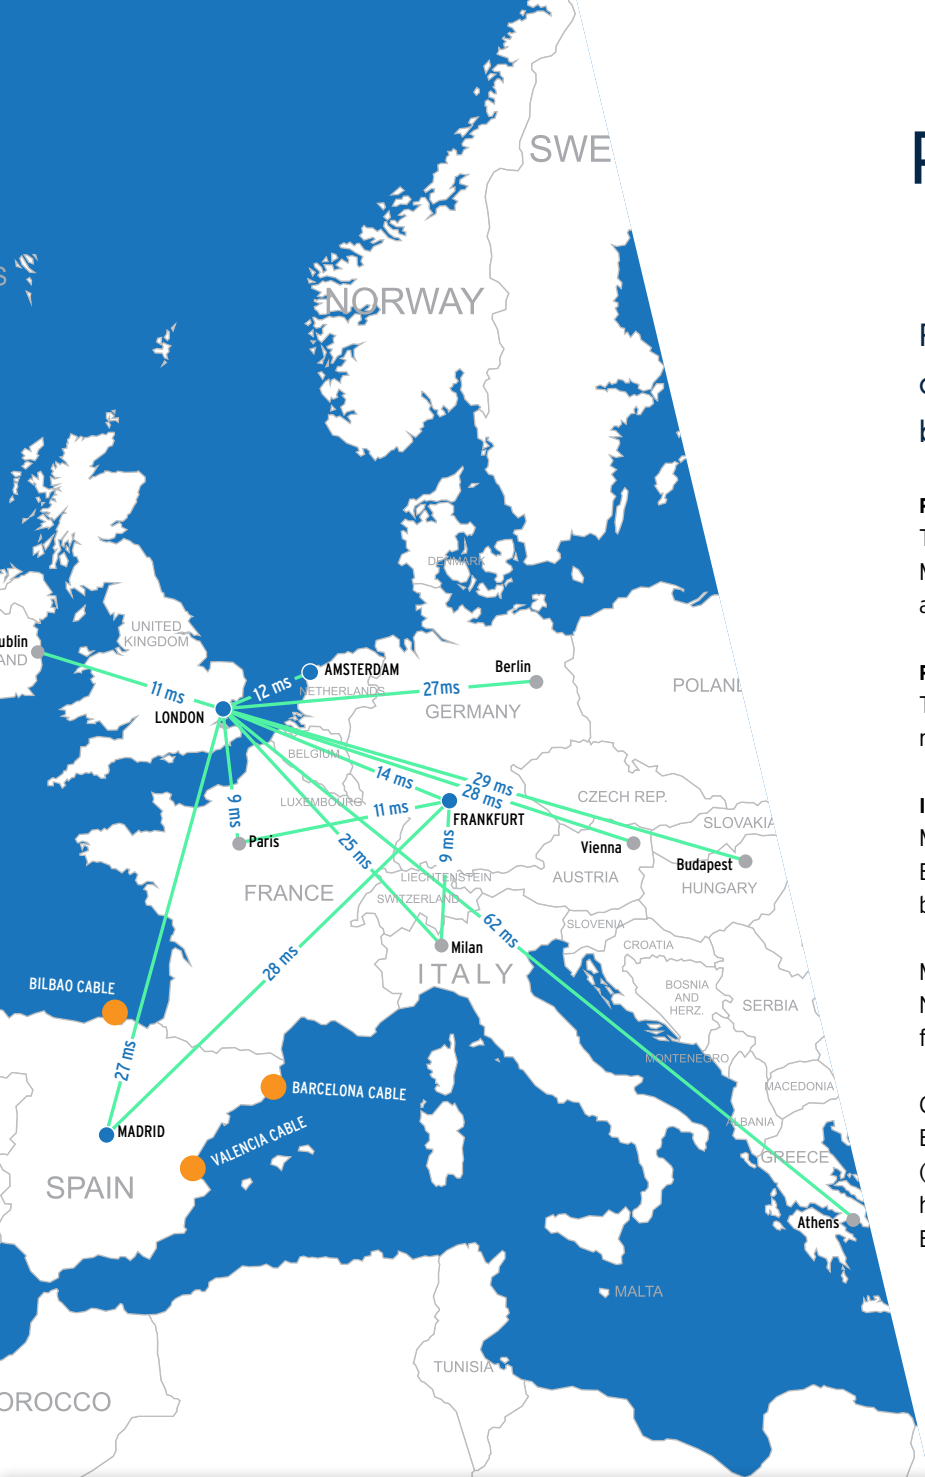 SWE
NORWAY
S
DENMARK
UNITED
KINGDOM
ublin
AND
11 ms
LONDON
12 ms
AMSTERDAM
NETHERLANDS
Berlin
27ms
GERMANY
POLAND
BELGIUM
14 ms
29 ms
28 ms
LUXEMBOURG
9 ms
11 ms
FRANKFURT
CZECH REP.
SLOVAKIA
Paris
25 ms
9 ms
Vienna
Budapest
HUNGARY
AUSTRIA
LIECHTENSTEIN
SWITZERLAND
FRANCE
62 ms
SLOVENIA
CROATIA
Milan
ITALY
28 ms
BILBAO CABLE
BOSNIA
AND
HERZ.
SERBIA
27 ms
MONTENEGRO
BARCELONA CABLE
MACEDONIA
MADRID
VALENCIA CABLE
ALBANIA
GREECE
SPAIN
Athens
MALTA
TUNISIA
OROCCO